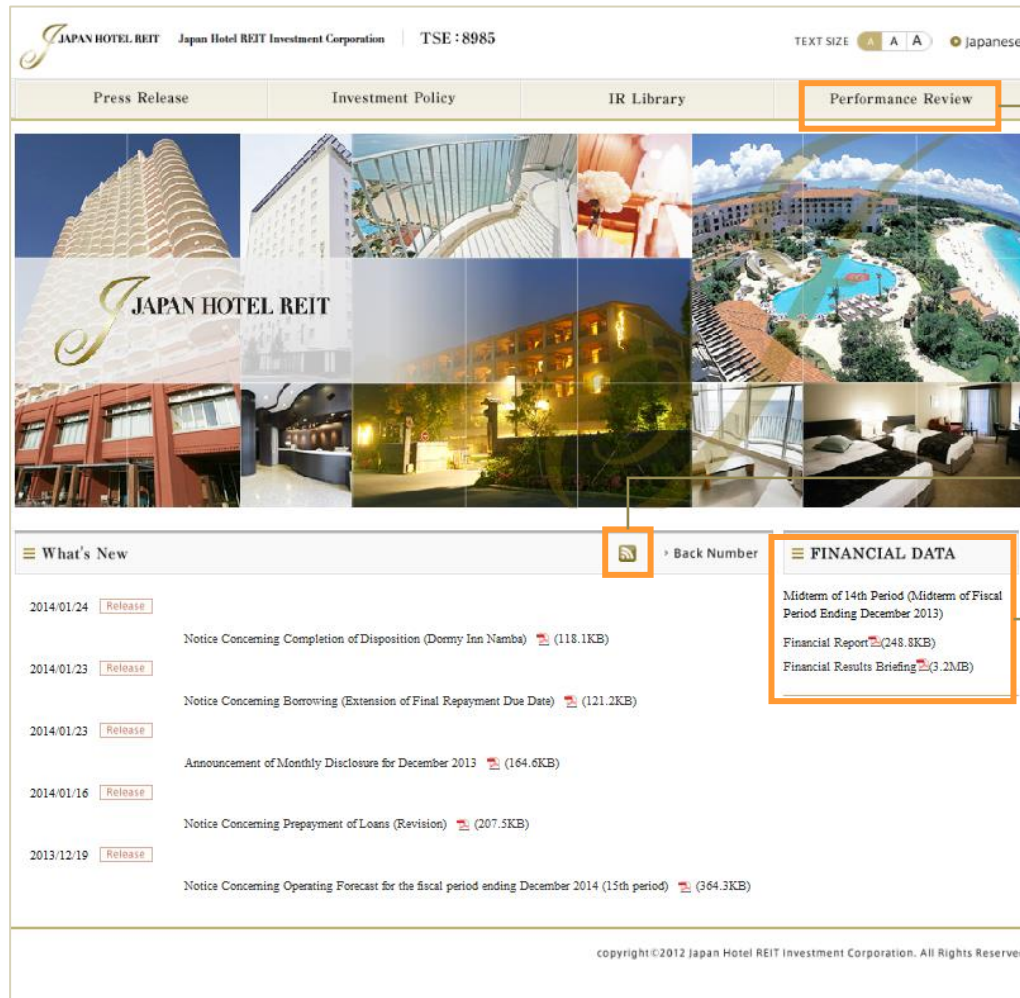 JAPAN HOTEL REIT Japan Hotel REIT Investment Corporation TSE：8985
TEXT SIZE A A A Japanese
Press Release Investment Policy IR Library Performance Review
JAPAN HOTEL REIT
What's New Back Number
2014/01/24 Release
Notice Concerning Completion of Disposition (Dormy Inn Namba) (118.1KB)
2014/01/23 Release
Notice Concerning Borrowing (Extension of Final Repayment Due Date) (121.2KB)
2014/01/23 Release
Announcement of Monthly Disclosure for December 2013 (164.6KB)
2014/01/16 Release
Notice Concerning Prepayment of Loans (Revision) (207.5KB)
2013/12/19 Release
Notice Concerning Operating Forecast for the fiscal period ending December 2014 (15th period) (364.3KB)
FINANCIAL DATA
Midterm of 14th Period (Midterm of Fiscal
Period Ending December 2013)
Financial Report(248.8KB)
Financial Results Briefing(3.2MB)
copyright©2012 Japan Hotel REIT Investment Corporation. All Rights Reserve